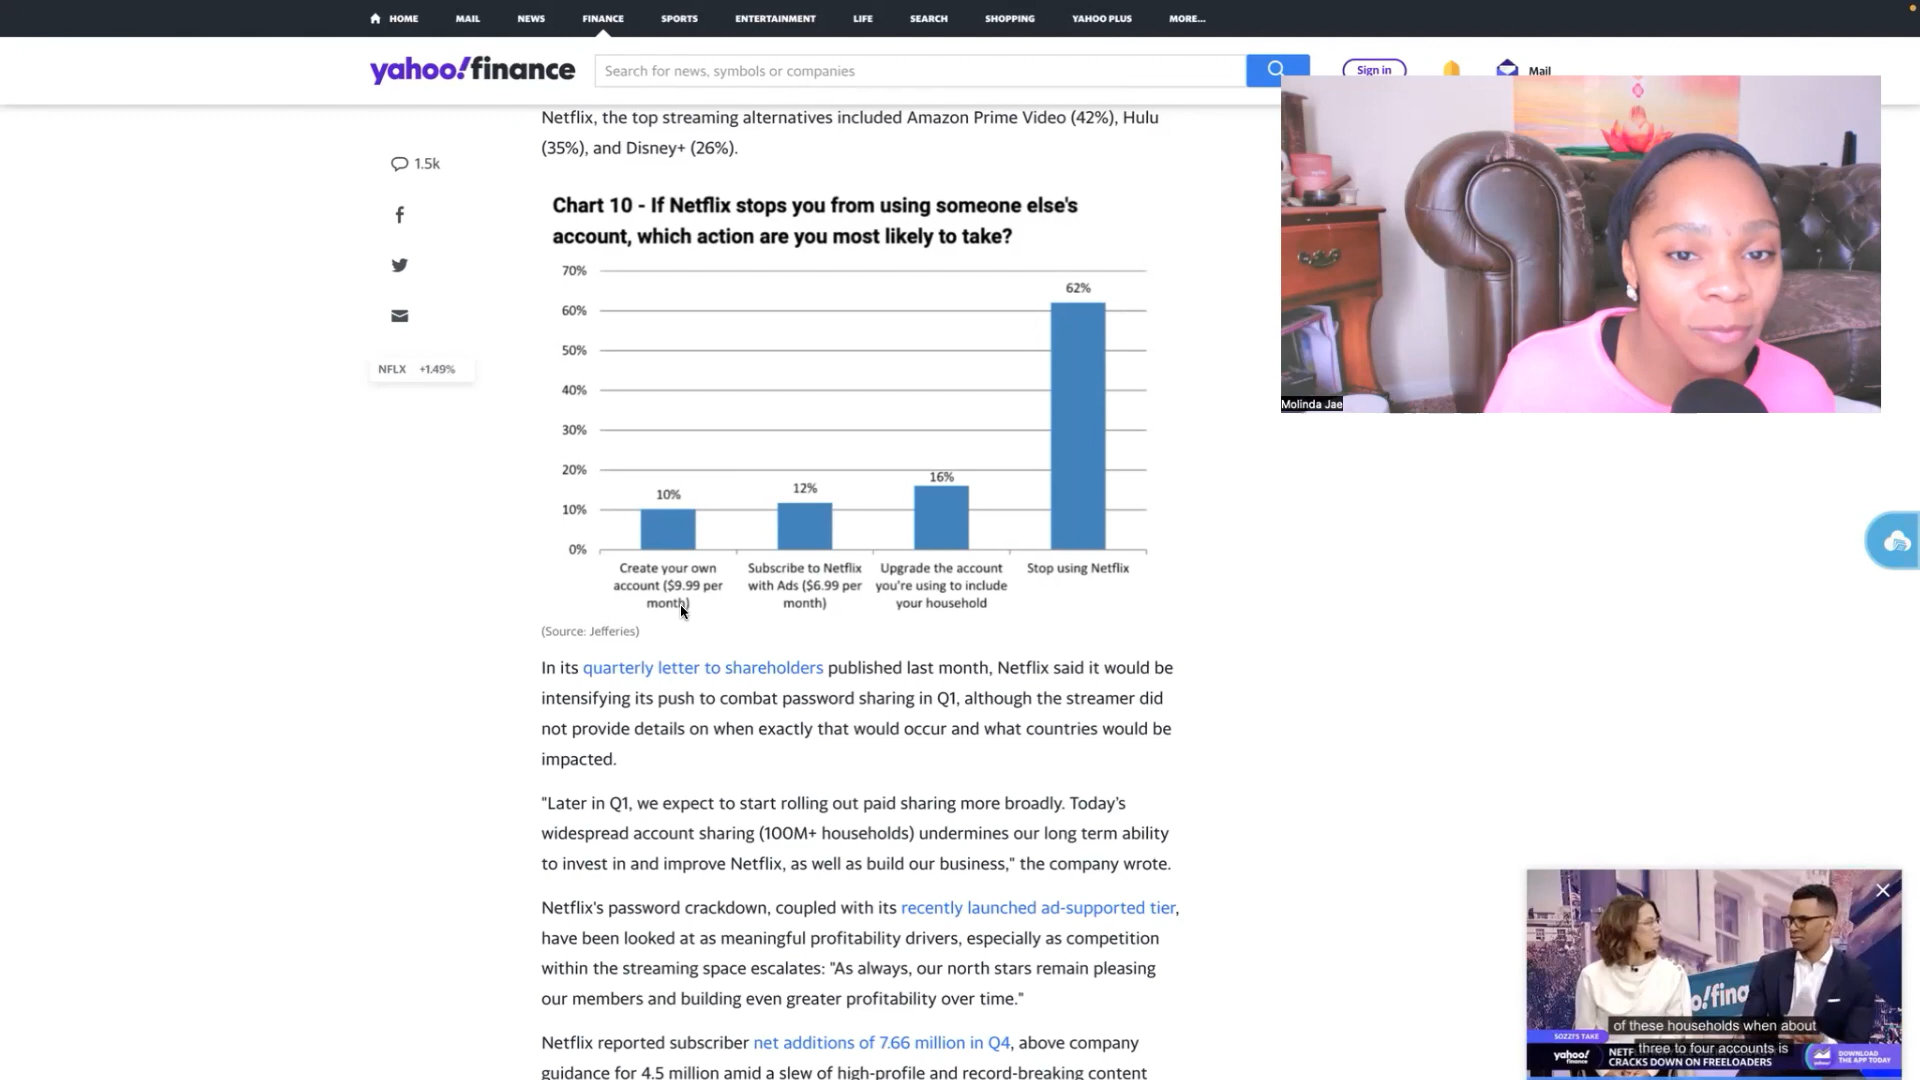 HOME MAIL NEWS FINANCE SPORTS ENTERTAINMENT LIFE SEARCH SHOPPING YAHOO PLUS MORE...
yahoo!finance
Search for news, symbols or companies
Sign in
Mail
Netflix, the top streaming alternatives included Amazon Prime Video (42%), Hulu
(35%), and Disney+ (26%).
1.5k
NFLX +1.49%
Chart 10 - If Netflix stops you from using someone else's
account, which action are you most likely to take?
70%
60%
50%
40%
30%
20%
10%
0%
10%
12%
16%
62%
Create your own
account ($9.99 per
month)
Subscribe to Netflix
with Ads ($6.99 per
month)
Upgrade the account
you're using to include
your household
Stop using Netflix
(Source: Jefferies)
In its quarterly letter to shareholders published last month, Netflix said it would be
intensifying its push to combat password sharing in Q1, although the streamer did
not provide details on when exactly that would occur and what countries would be
impacted.
"Later in Q1, we expect to start rolling out paid sharing more broadly. Today's
widespread account sharing (100M+ households) undermines our long term ability
to invest in and improve Netflix, as well as build our business," the company wrote.
Netflix's password crackdown, coupled with its recently launched ad-supported tier,
have been looked at as meaningful profitability drivers, especially as competition
within the streaming space escalates: "As always, our north stars remain pleasing
our members and building even greater profitability over time."
Netflix reported subscriber net additions of 7.66 million in Q4, above company
guidance for 4.5 million amid a slew of high-profile and record-breaking content
Molinda Jae
of these households when about
three to four accounts is
SOZZI'S TAKE
yahoo!
CRACKS DOWN ON FREELOADERS
DOWNLOAD
THE APP TODAY